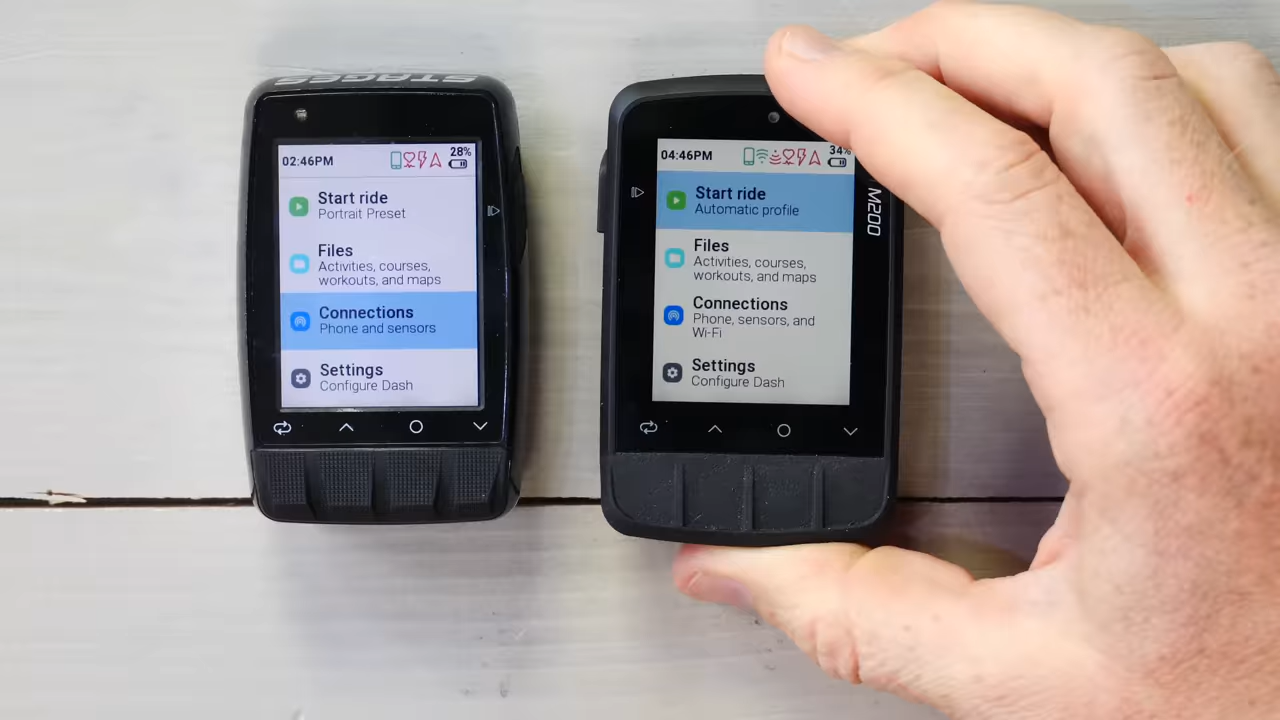 STAGES
02:46PM
28%
Start ride
Portrait Preset
Files
Activities, courses,
workouts, and maps
Connections
Phone and sensors
Settings
Configure Dash
04:46PM
34%
Start ride
Automatic profile
Files
Activities, courses,
workouts, and maps
Connections
Phone, sensors, and
Wi-Fi
Settings
Configure Dash
M200